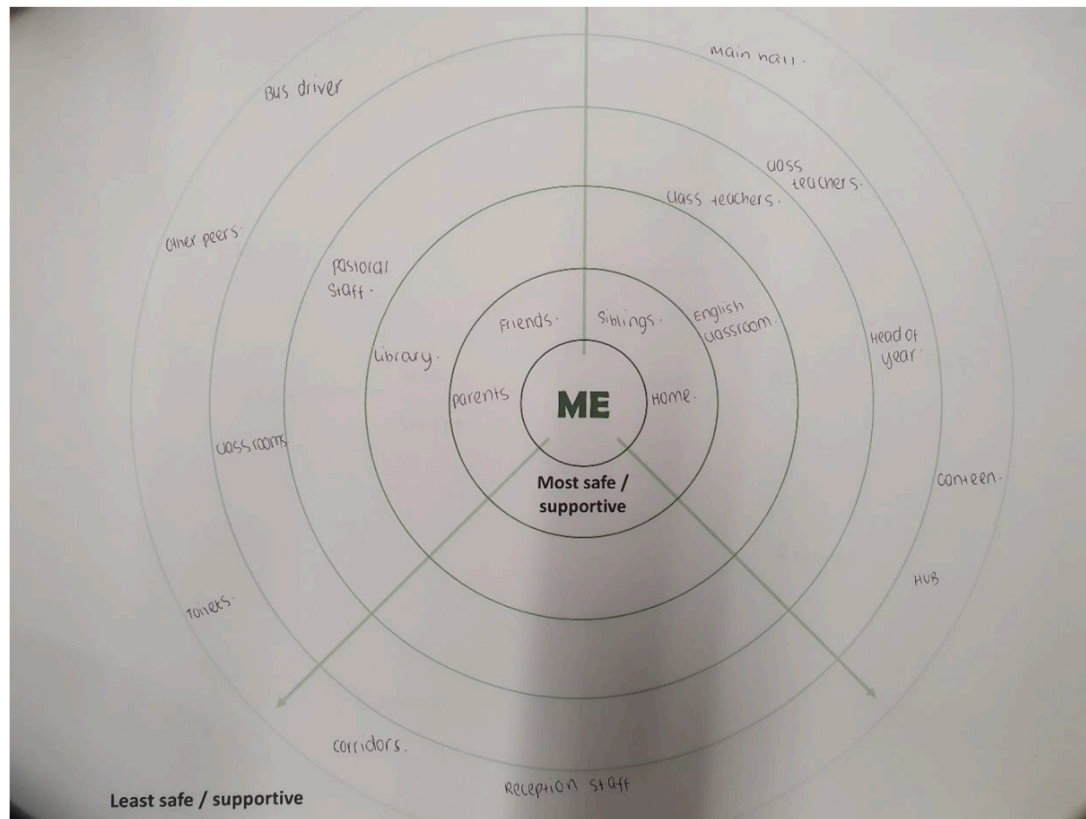 main hall.
Bus driver
class
teachers.
class teachers.
other peers.
Pastoral
staff.
Friends.
Siblings.
English
classroom.
Head of
year.
Library.
parents
ME
Home.
classrooms
Most safe /
supportive
canteen.
HUB
toilets.
corridors.
Reception staff
Least safe / supportive